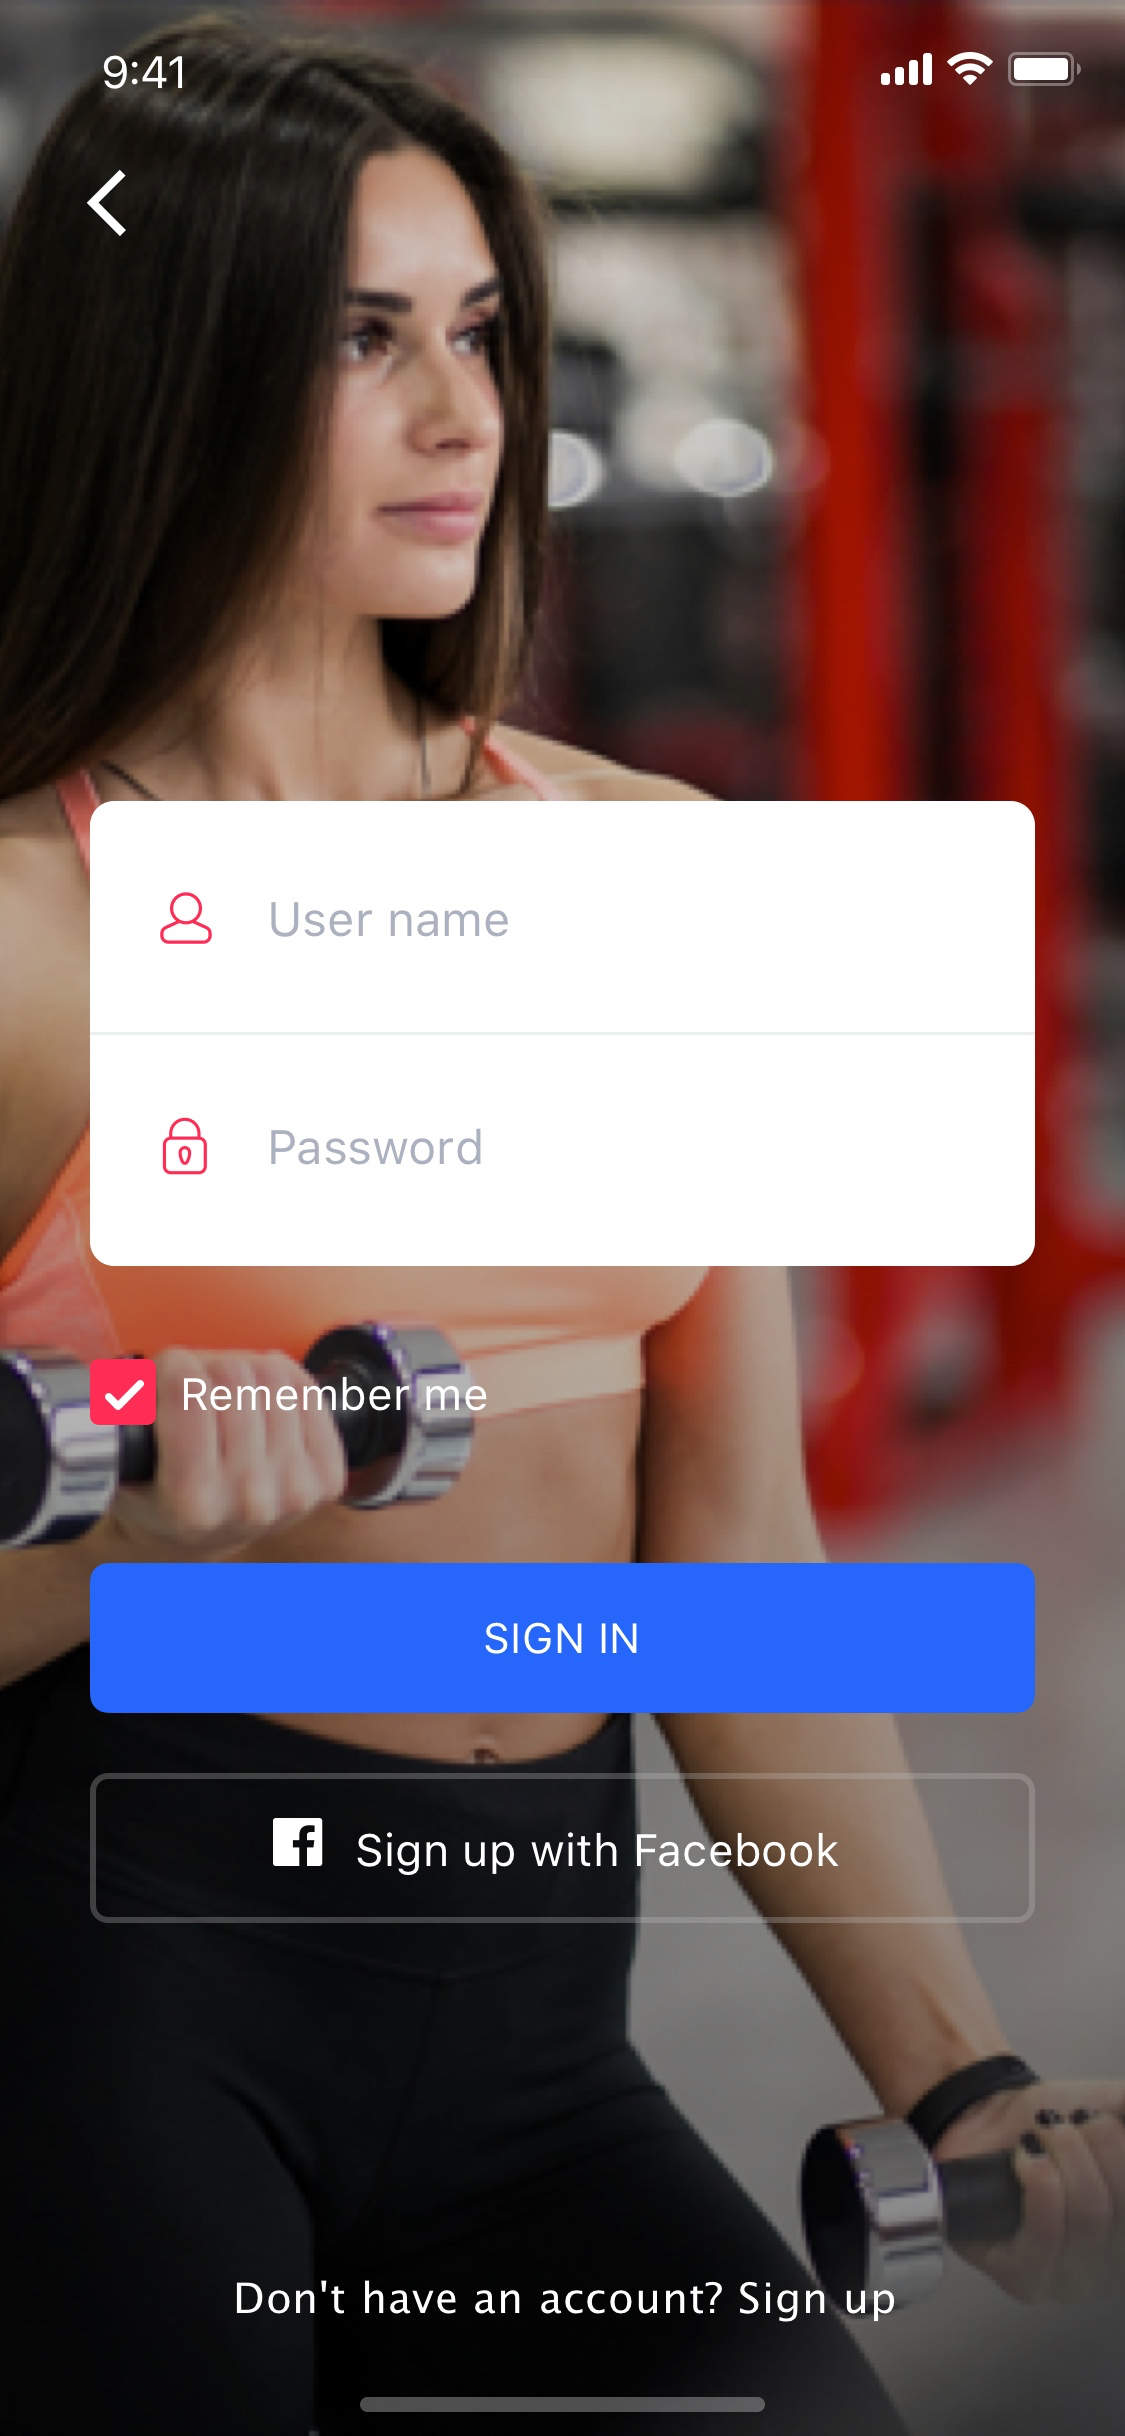 9:41
User name
Password
Remember me
SIGN IN
Sign up with Facebook
Don't have an account? Sign up